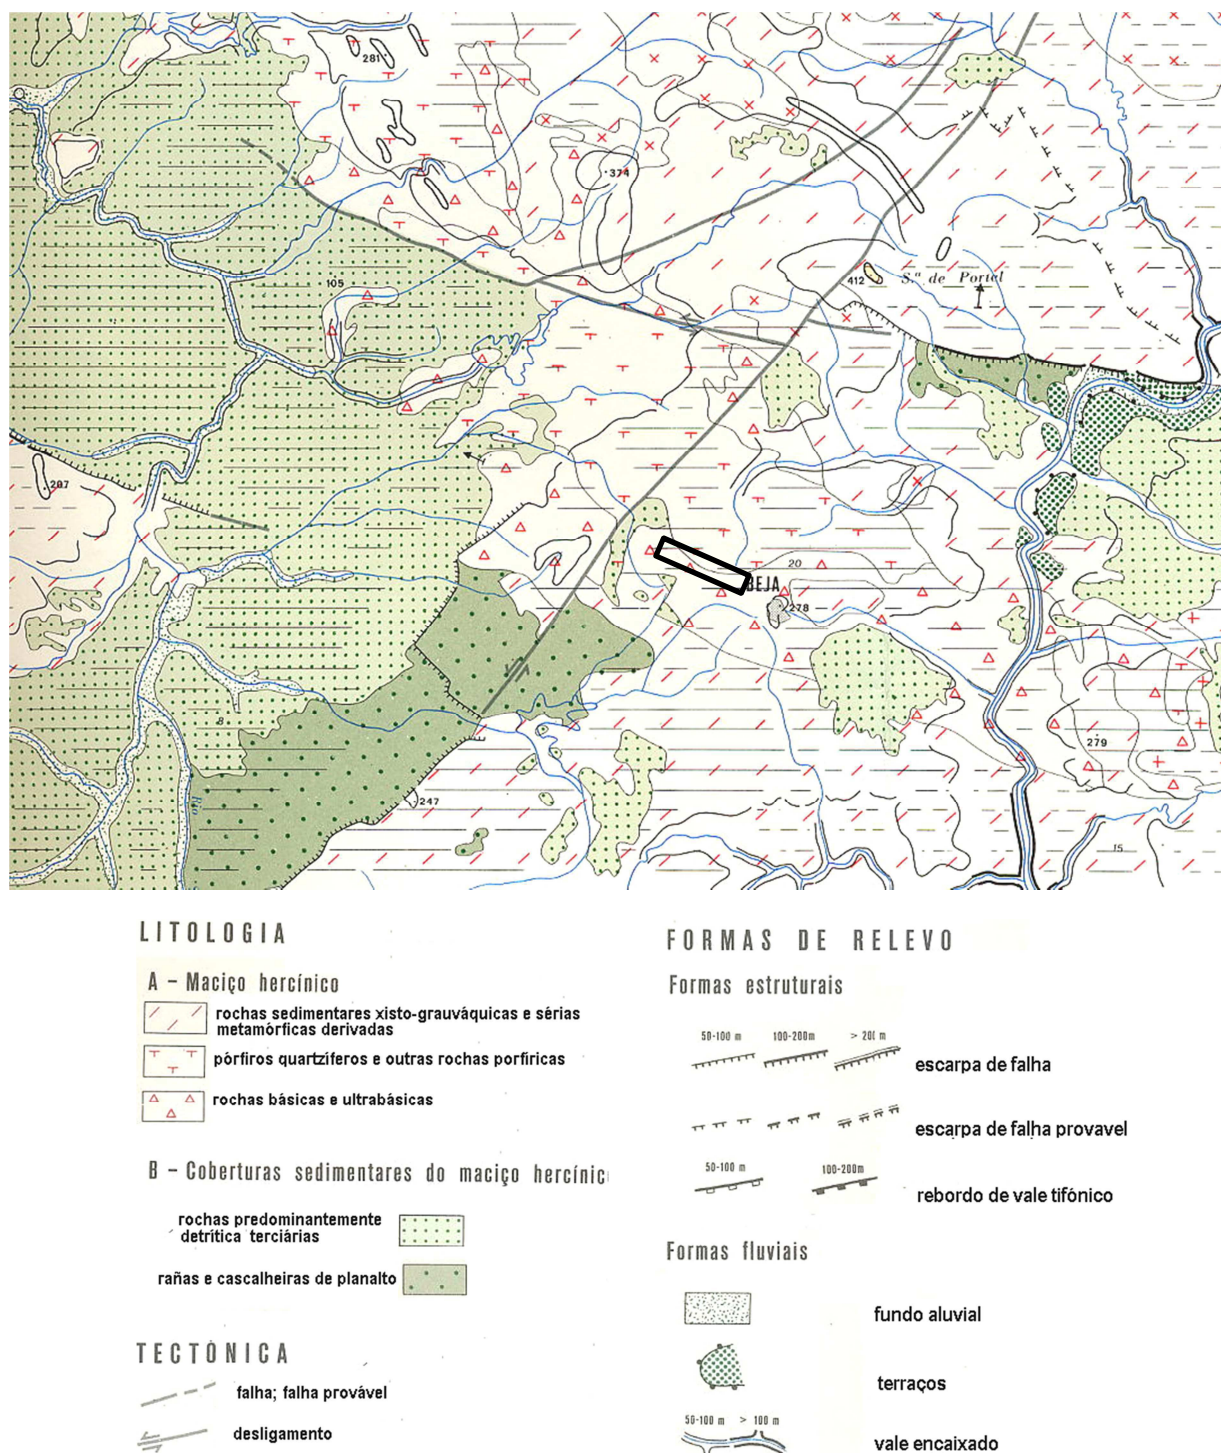 281
374
105
412
Sª de Portel
207
20
BEJA
278
8
279
247
15
LITOLOGIA
A – Maciço hercínico
rochas sedimentares xisto-grauváquicas e sérias
metamórficas derivadas
pórfiros quartzíferos e outras rochas porfíricas
rochas básicas e ultrabásicas
B – Coberturas sedimentares do maciço hercínic
rochas predominantemente
detrítica terciárias
rañas e cascalheiras de planalto
TECTÓNICA
falha; falha provável
desligamento
FORMAS DE RELEVO
Formas estruturais
50-100 m 100-200m > 200 m
escarpa de falha
escarpa de falha provavel
50-100 m 100-200m
rebordo de vale tifónico
Formas fluviais
fundo aluvial
terraços
50-100 m > 100 m
vale encaixado